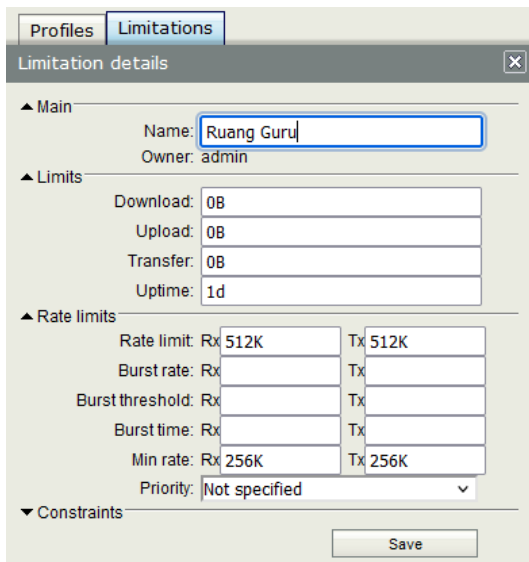 Profiles Limitations
Limitation details
Main
Name: Ruang Guru
Owner: admin
Limits
Download: 0B
Upload: 0B
Transfer: 0B
Uptime: 1d
Rate limits
Rate limit: Rx 512K Tx 512K
Burst rate: Rx Tx
Burst threshold: Rx Tx
Burst time: Rx Tx
Min rate: Rx 256K Tx 256K
Priority: Not specified
Constraints
Save